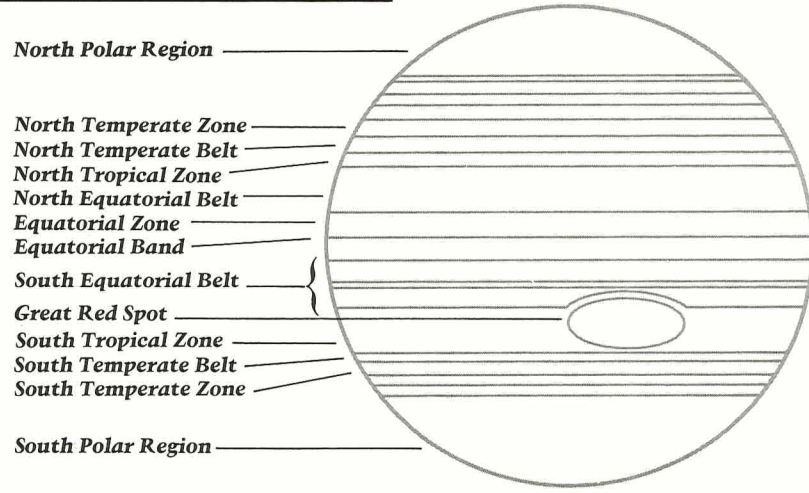 North Polar Region
North Temperate Zone
North Temperate Belt
North Tropical Zone
North Equatorial Belt
Equatorial Zone
Equatorial Band
South Equatorial Belt
Great Red Spot
South Tropical Zone
South Temperate Belt
South Temperate Zone
South Polar Region